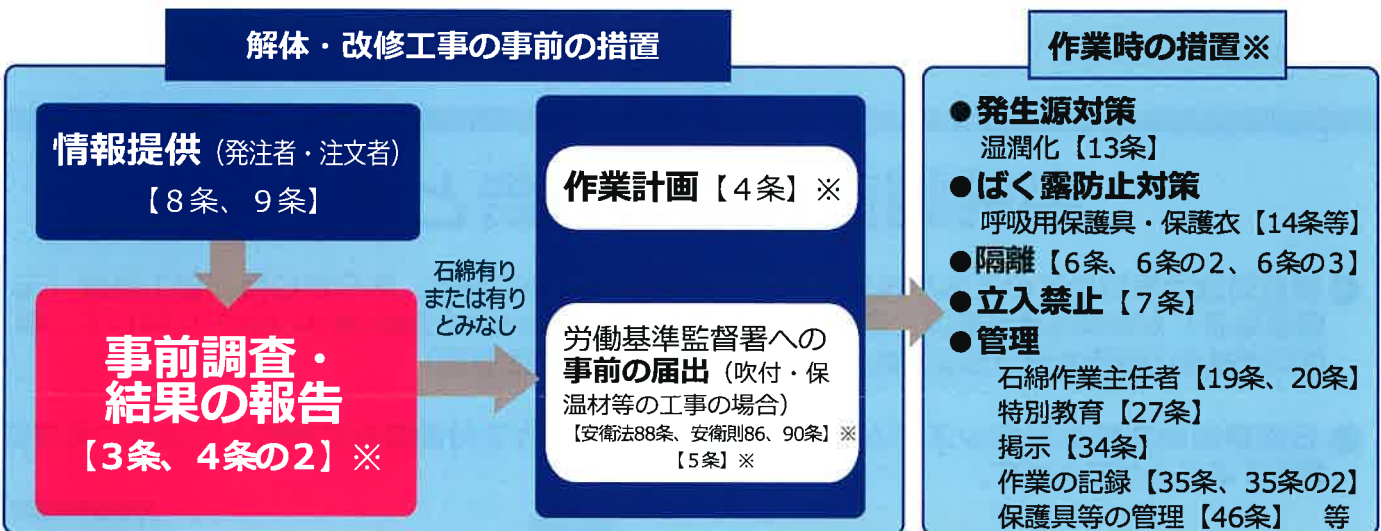 解体・改修工事の事前の措置
情報提供（発注者・注文者）
【８条、９条】
事前調査・
結果の報告
【３条、４条の２】※
石綿有り
または有り
とみなし
作業計画【４条】※
労働基準監督署への
事前の届出（吹付・保
温材等の工事の場合）
【安衛法88条、安衛則86、90条】※
【５条】※
作業時の措置※
●発生源対策
湿潤化【13条】
●ばく露防止対策
呼吸用保護具・保護衣【14条等】
●隔離【６条、６条の２、６条の３】
●立入禁止【７条】
●管理
石綿作業主任者【19条、20条】
特別教育【27条】
掲示【34条】
作業の記録【35条、35条の2】
保護具等の管理【46条】　等